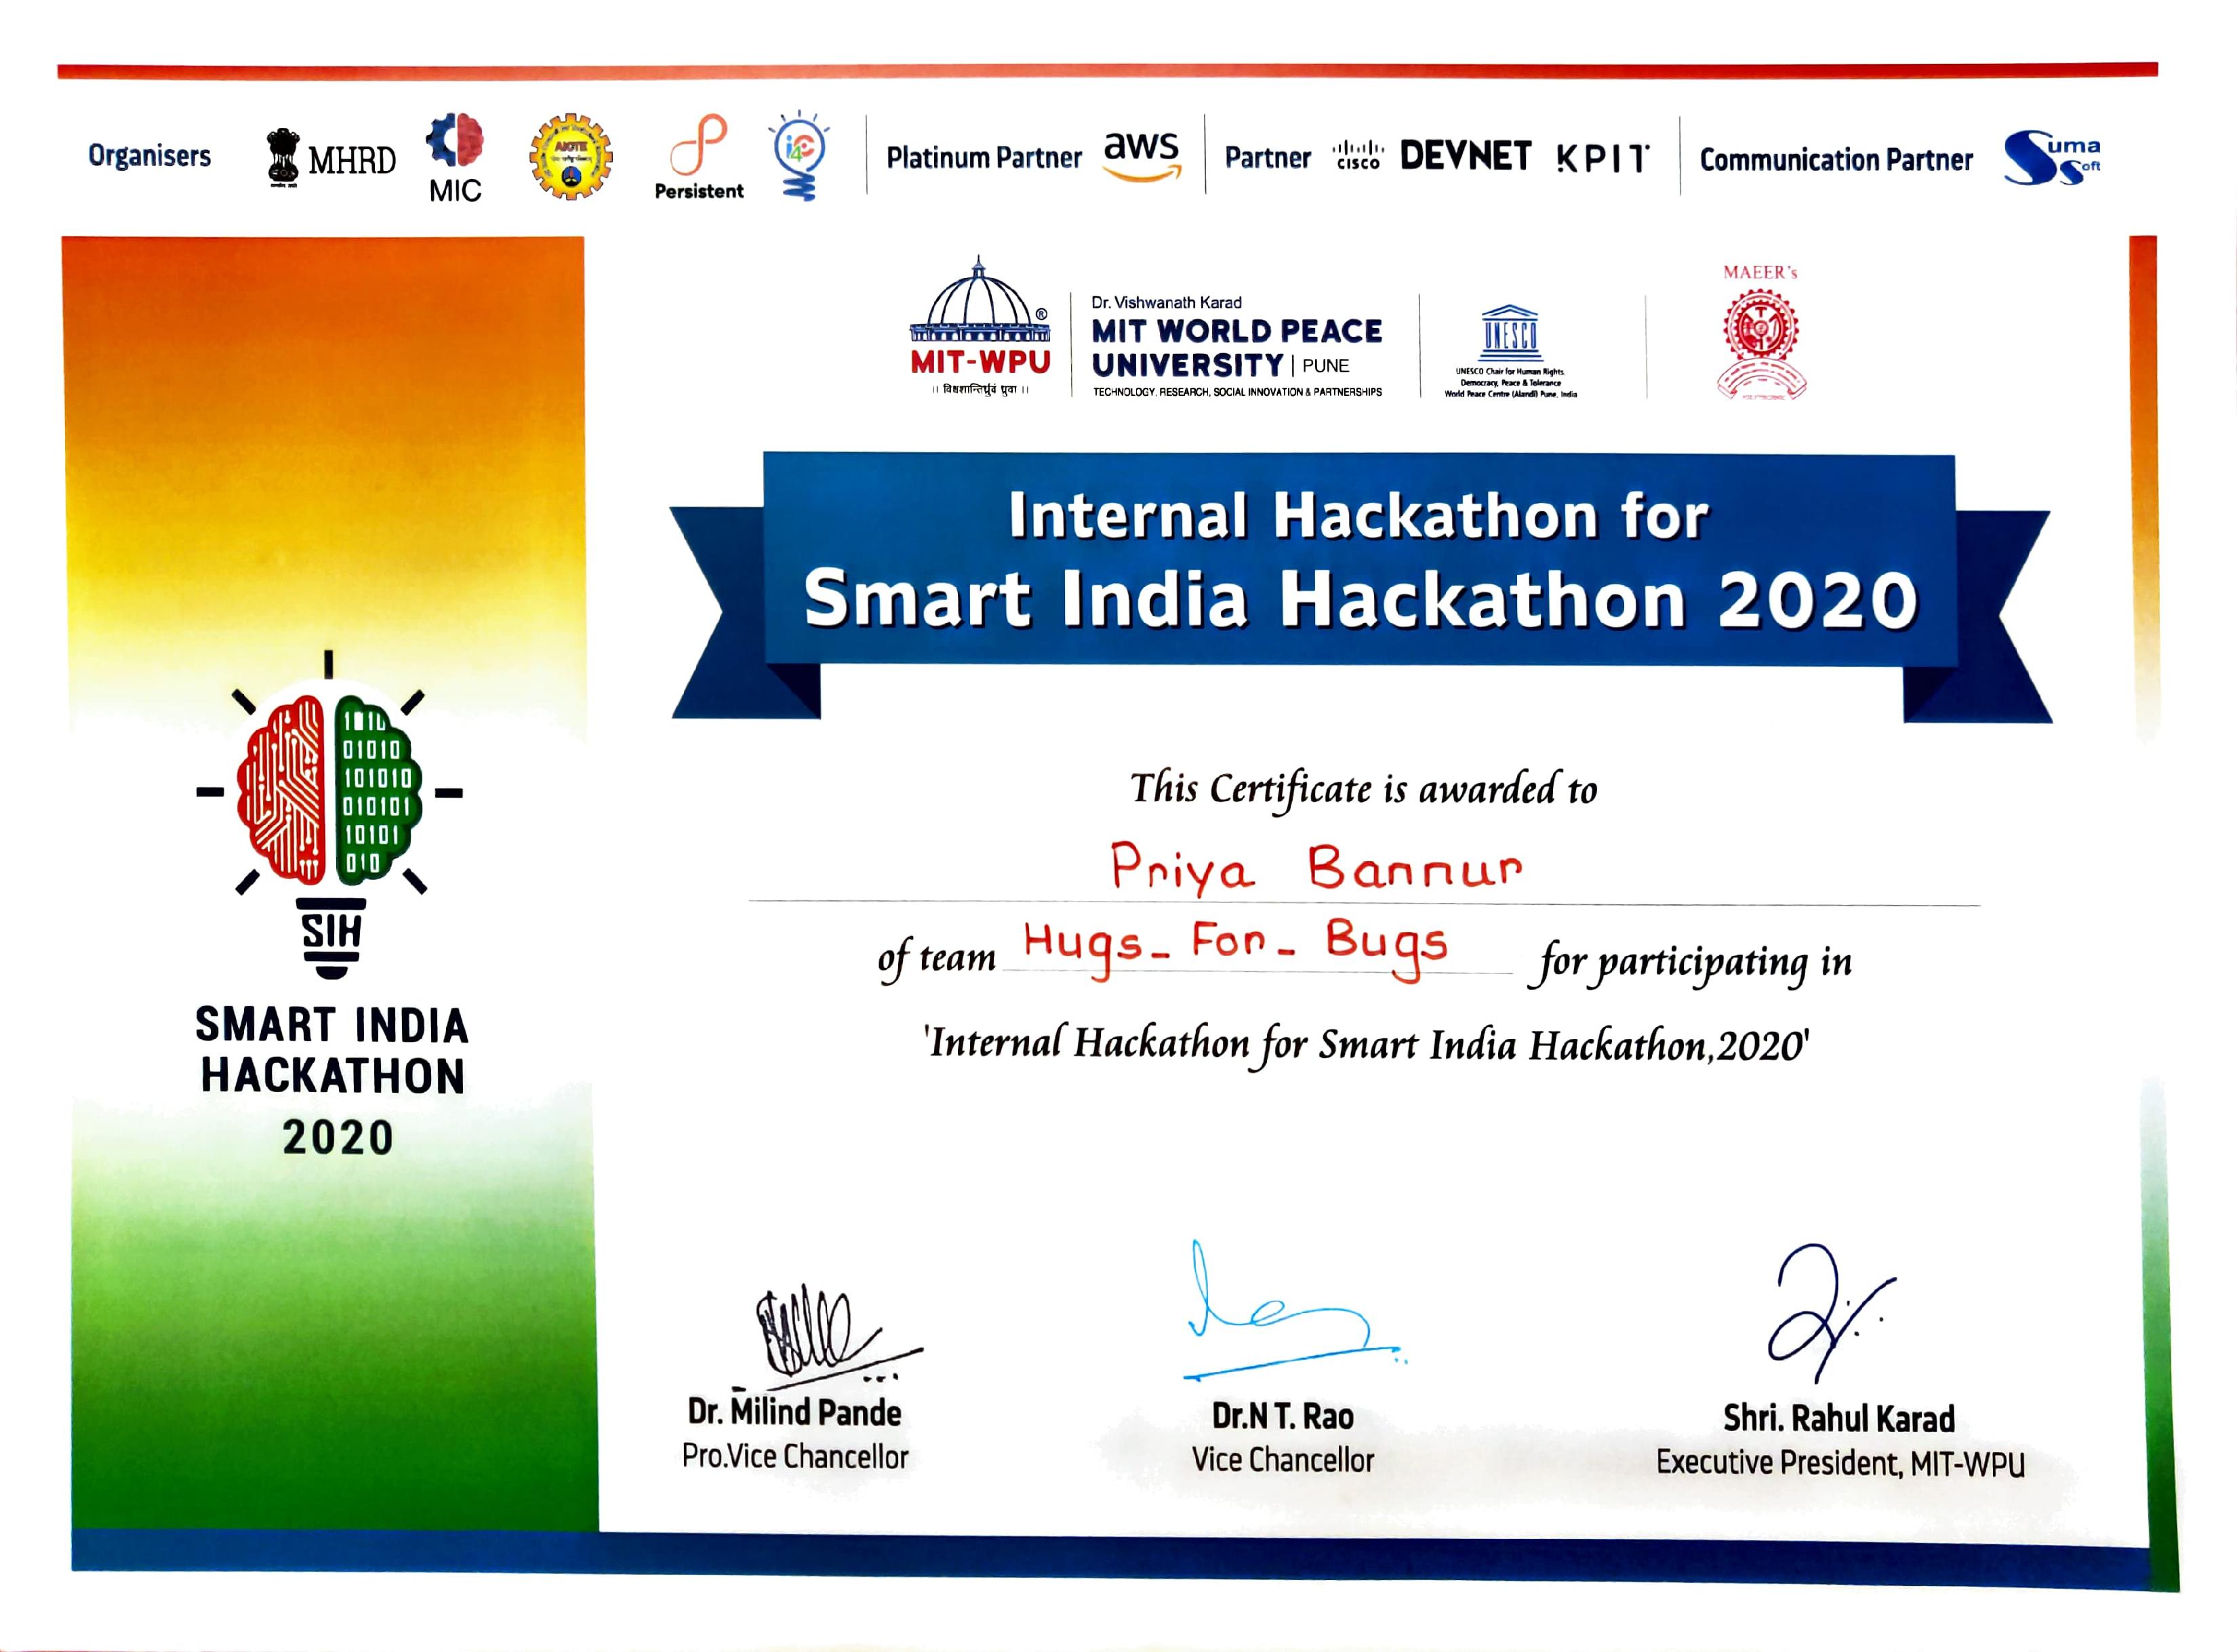 Organisers MHRD MIC AICTE Persistent i4c Platinum Partner aws Partner CISCO DEVNET KPIT Communication Partner Suma Soft
MAEER's
Dr. Vishwanath Karad
MIT WORLD PEACE
UNIVERSITY | PUNE
TECHNOLOGY, RESEARCH, SOCIAL INNOVATION & PARTNERSHIPS
MIT-WPU
®
UNESCO
UNESCO Chair for Human Rights
Democracy, Peace & Tolerance
World Peace Centre (Alandi) Pune, India
Internal Hackathon for
Smart India Hackathon 2020
01010
101010
010101
10101
010
SIH
SMART INDIA
HACKATHON
2020
This Certificate is awarded to
Priya Bannur
of team Hugs_For_Bugs for participating in
'Internal Hackathon for Smart India Hackathon,2020'
Dr. Milind Pande
Pro.Vice Chancellor
Dr.N T. Rao
Vice Chancellor
Shri. Rahul Karad
Executive President, MIT-WPU